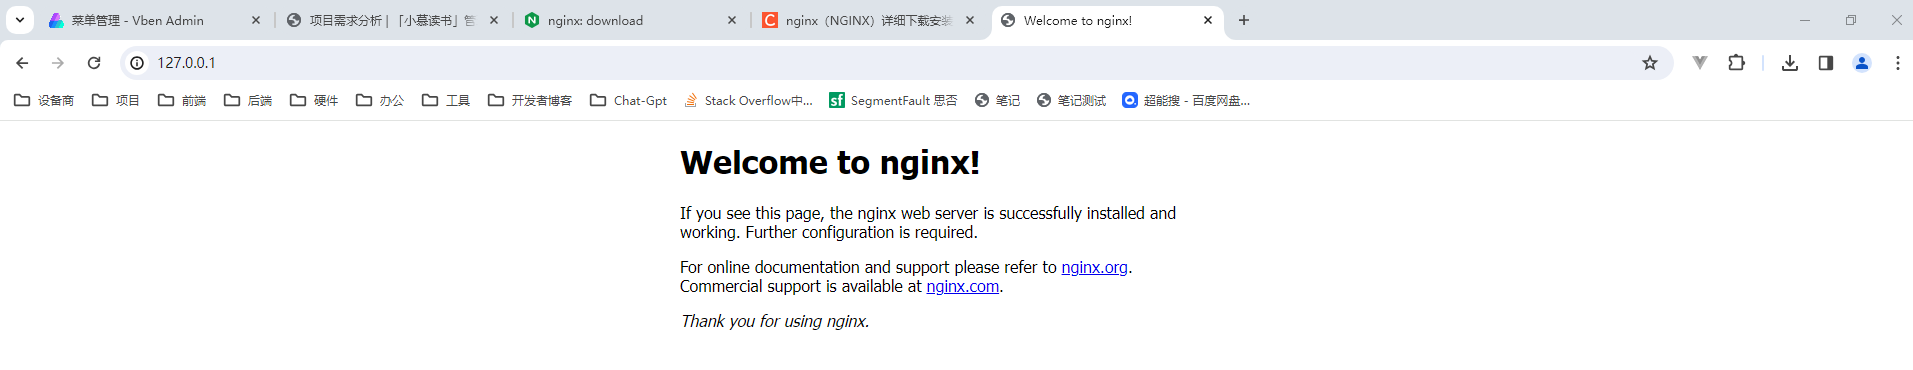 菜单管理 - Vben Admin
项目需求分析 | 「小慕读书」管
nginx: download
nginx（NGINX）详细下载安装
Welcome to nginx!
127.0.0.1
设备商
项目
前端
后端
硬件
办公
工具
开发者博客
Chat-Gpt
Stack Overflow中...
SegmentFault 思否
笔记
笔记测试
超能搜 - 百度网盘...
Welcome to nginx!
If you see this page, the nginx web server is successfully installed and
working. Further configuration is required.
For online documentation and support please refer to nginx.org.
Commercial support is available at nginx.com.
Thank you for using nginx.